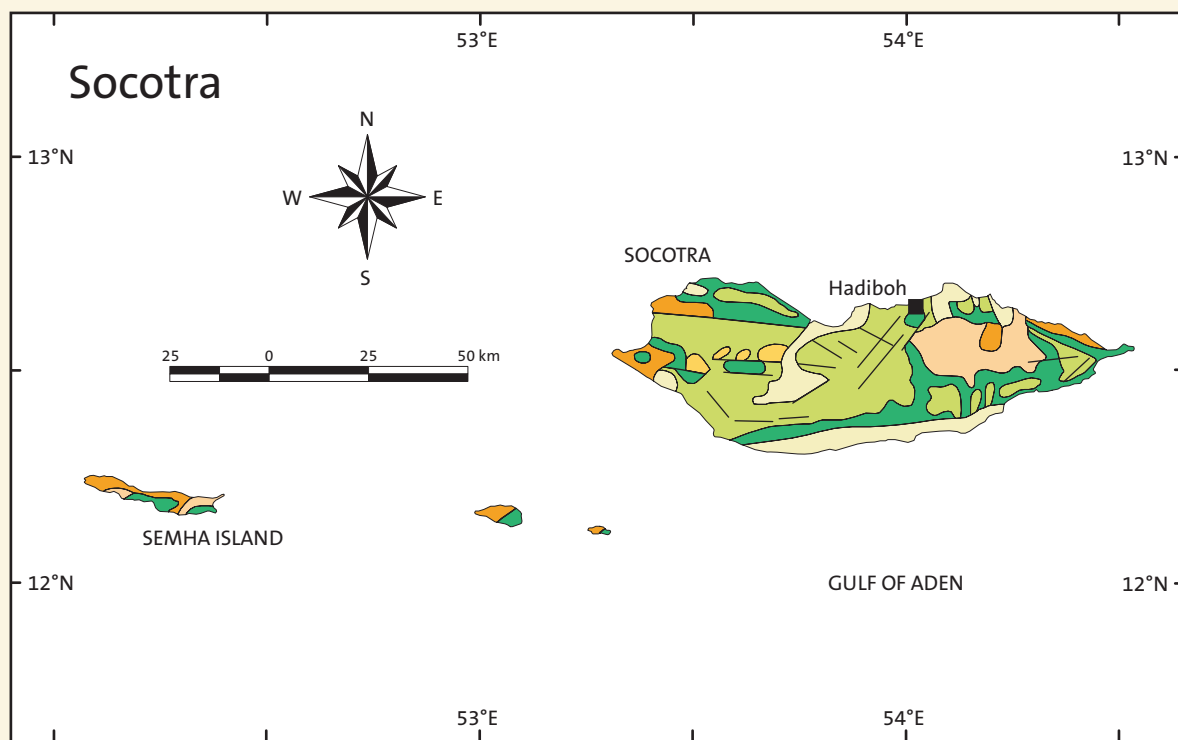 53°E
54°E
Socotra
N
13°N
13°N
W
E
SOCOTRA
S
Hadiboh
25
0
25
50 km
SEMHA ISLAND
12°N
GULF OF ADEN
12°N
53°E
54°E